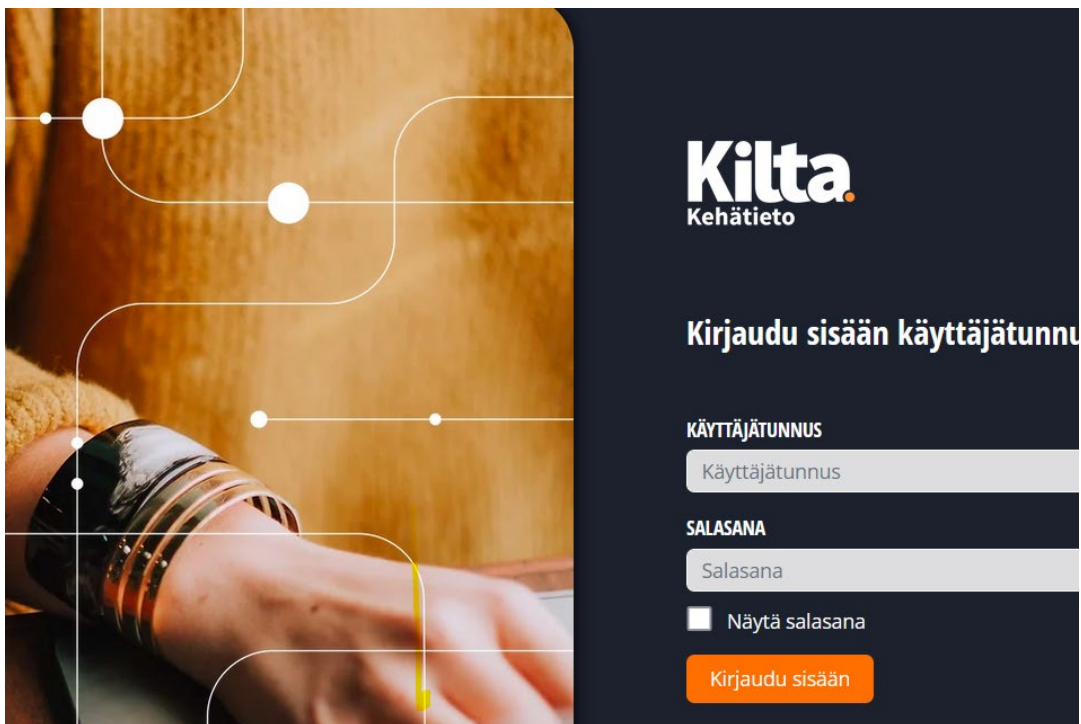 Kilta.
Kehätieto
Kirjaudu sisään käyttäjätunnu
KÄYTTÄJÄTUNNUS
Käyttäjätunnus
SALASANA
Salasana
Näytä salasana
Kirjaudu sisään